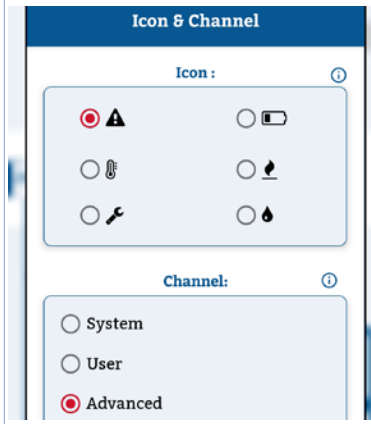 Icon & Channel
Icon :
Channel:
System
User
Advanced